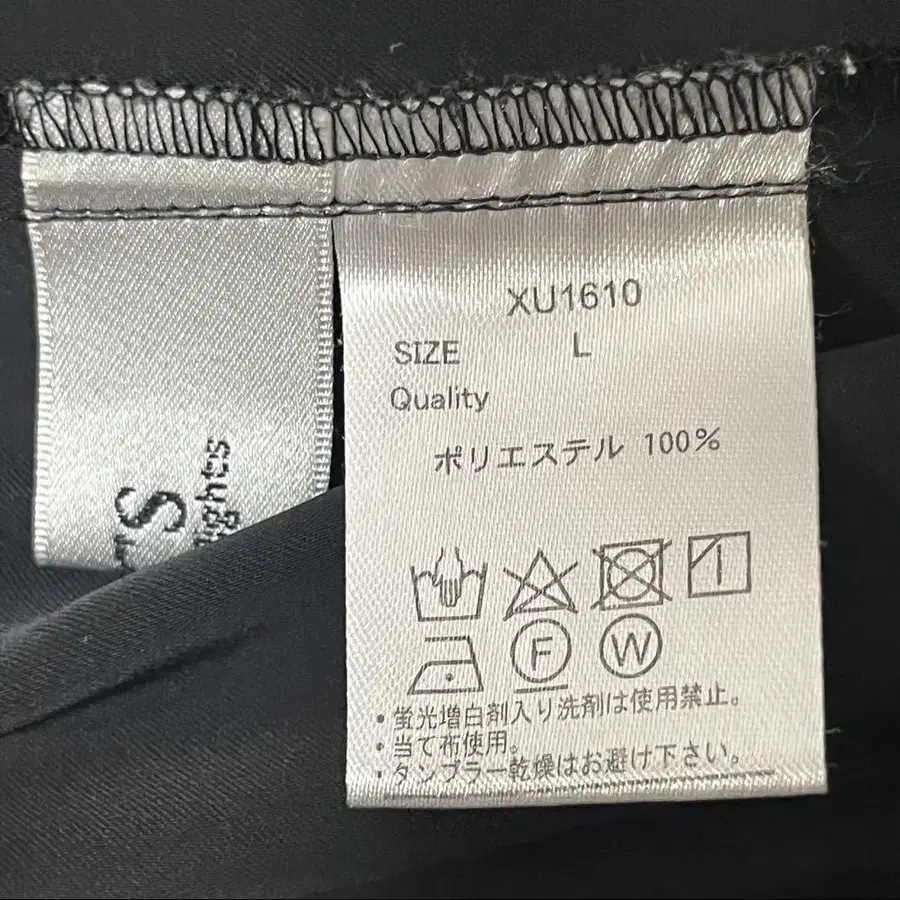 XU1610
SIZE L
Quality
ポリエステル 100%
F W
・蛍光増白剤入り洗剤は使用禁止。
・当て布使用。
・タンブラー乾燥はお避け下さい。
S
lights